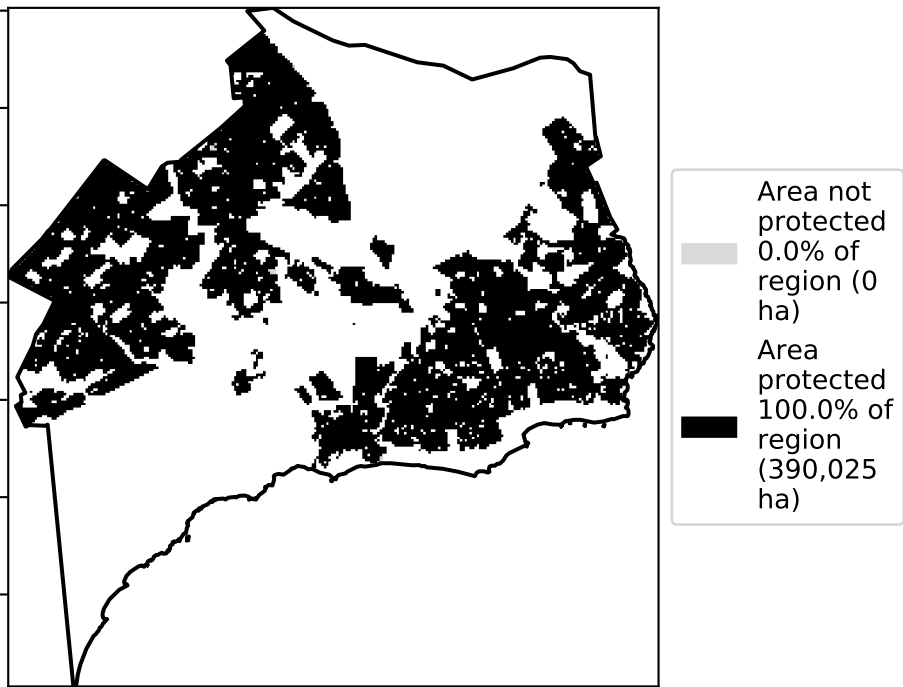 Area not
protected
0.0% of
region (0
ha)
Area
protected
100.0% of
region
(390,025
ha)